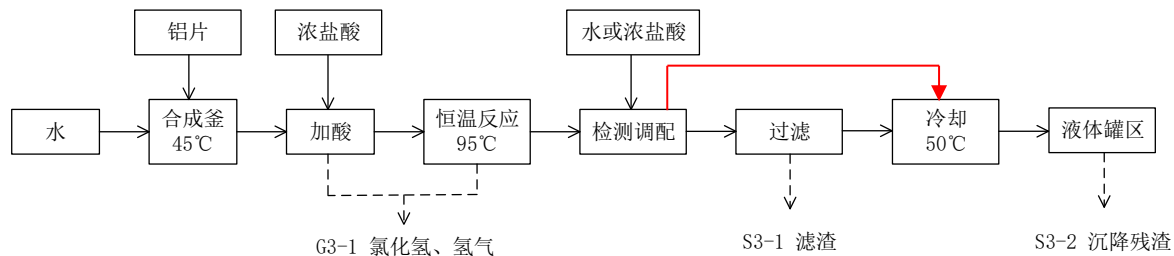 铝片
浓盐酸
水或浓盐酸
水
合成釜
45℃
加酸
恒温反应
95℃
检测调配
过滤
冷却
50℃
液体罐区
G3-1 氯化氢、氢气
S3-1 滤渣
S3-2 沉降残渣